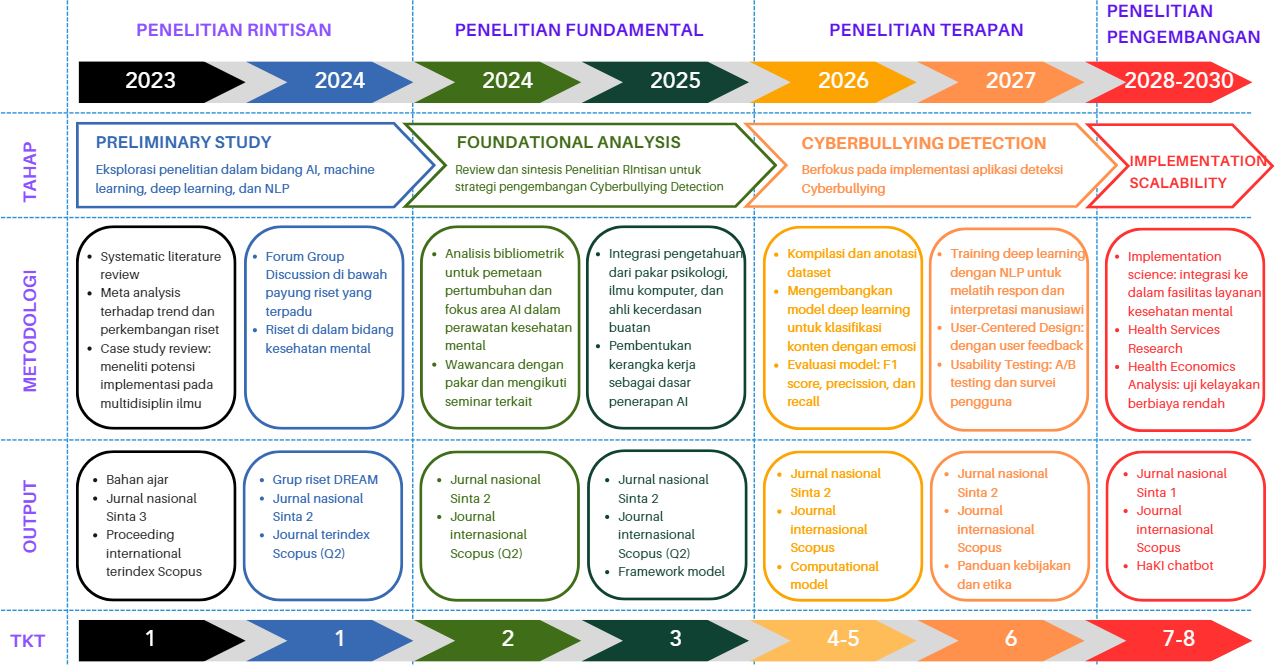 PENELITIAN RINTISAN
PENELITIAN FUNDAMENTAL
PENELITIAN TERAPAN
PENELITIAN
PENGEMBANGAN
2023
2024
2024
2025
2026
2027
2028-2030
TAHAP
PRELIMINARY STUDY
Eksplorasi penelitian dalam bidang AI, machine
learning, deep learning, dan NLP
FOUNDATIONAL ANALYSIS
Review dan sintesis Penelitian RIntisan untuk
strategi pengembangan Cyberbullying Detection
CYBERBULLYING DETECTION
Berfokus pada implementasi aplikasi deteksi
Cyberbullying
IMPLEMENTATION
SCALABILITY
METODOLOGI
• Systematic literature
review
• Meta analysis
terhadap trend dan
perkembangan riset
• Case study review:
meneliti potensi
implementasi pada
multidisiplin ilmu
• Forum Group
Discussion di bawah
payung riset yang
terpadu
• Riset di dalam bidang
kesehatan mental
• Analisis bibliometrik
untuk pemetaan
pertumbuhan dan
fokus area AI dalam
perawatan kesehatan
mental
• Wawancara dengan
pakar dan mengikuti
seminar terkait
• Integrasi pengetahuan
dari pakar psikologi,
ilmu komputer, dan
ahli kecerdasan
buatan
• Pembentukan
kerangka kerja
sebagai dasar
penerapan AI
• Kompilasi dan anotasi
dataset
• Mengembangkan
model deep learning
untuk klasifikasi
konten dengan emosi
• Evaluasi model: F1
score, precission, dan
recall
• Training deep learning
dengan NLP untuk
melatih respon dan
interpretasi manusiawi
• User-Centered Design:
dengan user feedback
• Usability Testing: A/B
testing dan survei
pengguna
• Implementation
science: integrasi ke
dalam fasilitas layanan
kesehatan mental
• Health Services
Research
• Health Economics
Analysis: uji kelayakan
berbiaya rendah
OUTPUT
• Bahan ajar
• Jurnal nasional
Sinta 3
• Proceeding
international
terindex Scopus
• Grup riset DREAM
• Jurnal nasional
Sinta 2
• Journal terindex
Scopus (Q2)
• Jurnal nasional
Sinta 2
• Journal
internasional
Scopus (Q2)
• Jurnal nasional
Sinta 2
• Journal
internasional
Scopus (Q2)
• Framework model
• Jurnal nasional
Sinta 2
• Journal
internasional
Scopus
• Computational
model
• Jurnal nasional
Sinta 2
• Journal
internasional
Scopus
• Panduan kebijakan
dan etika
• Jurnal nasional
Sinta 1
• Journal
internasional
Scopus
• HaKI chatbot
TKT
1
1
2
3
4-5
6
7-8